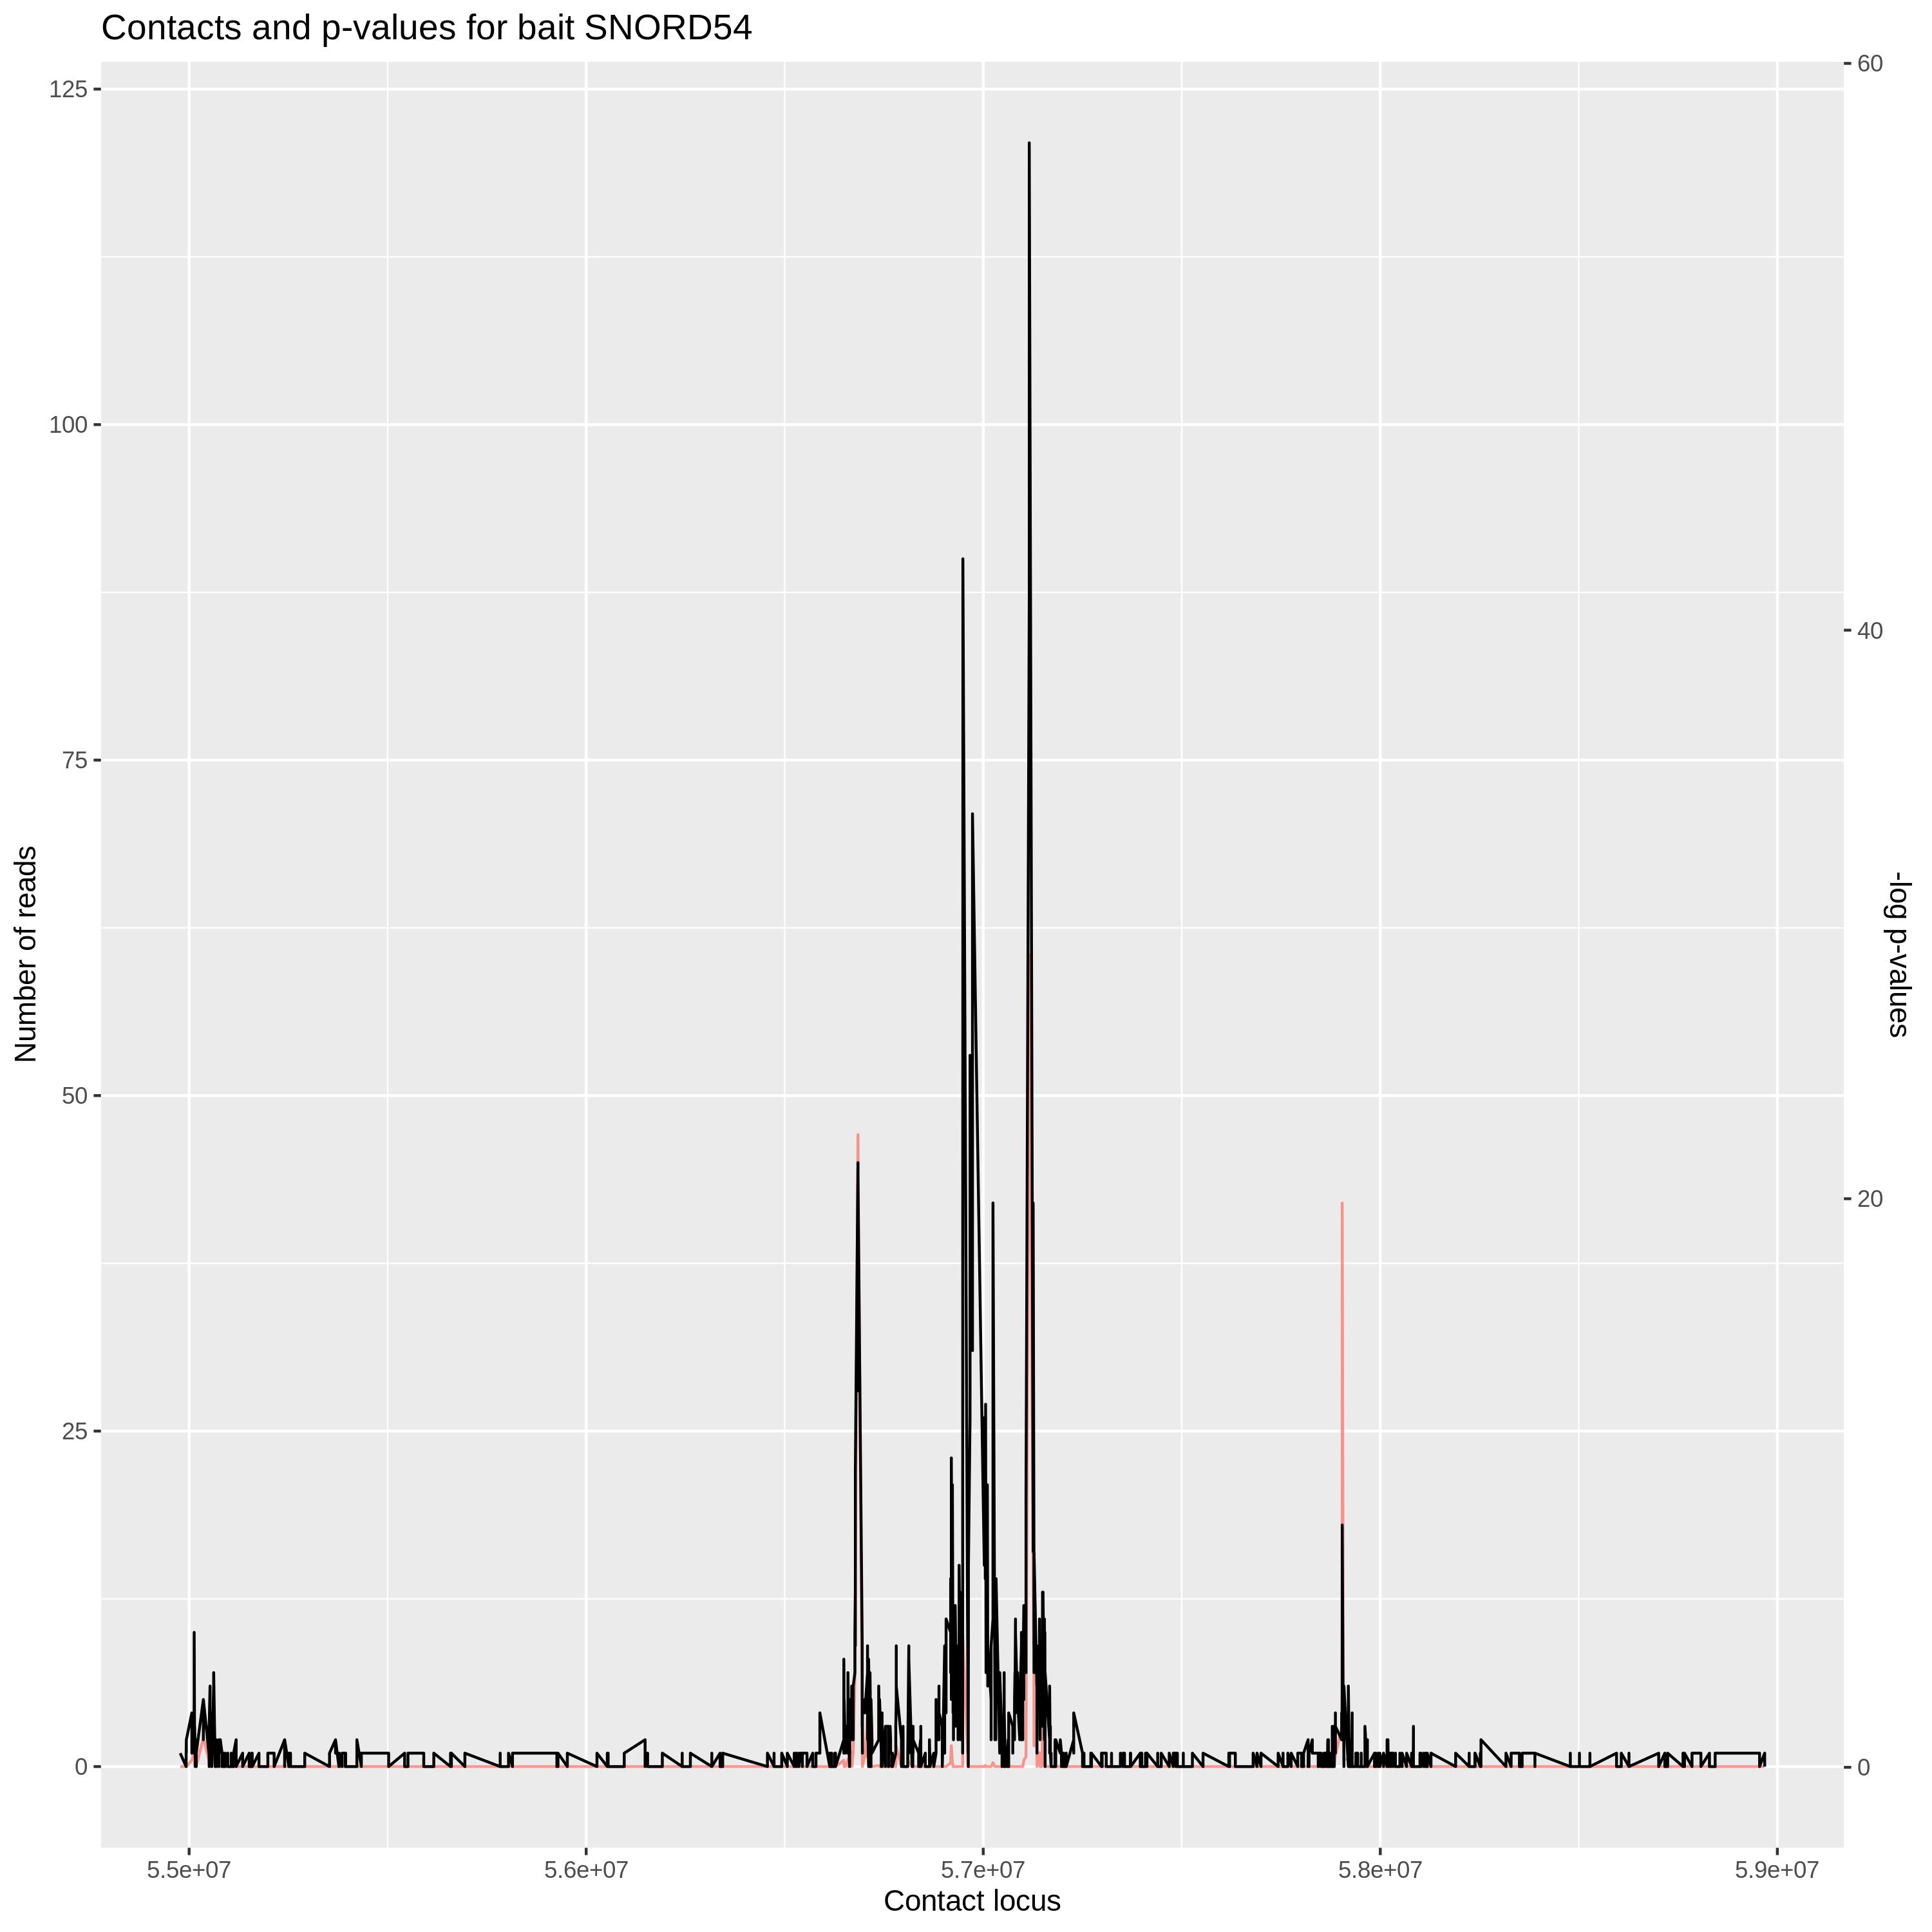 Contacts and p-values for bait SNORD54
125
100
75
50
25
0
Number of reads
60
40
20
0
-log p-values
5.5e+07
5.6e+07
5.7e+07
5.8e+07
5.9e+07
Contact locus